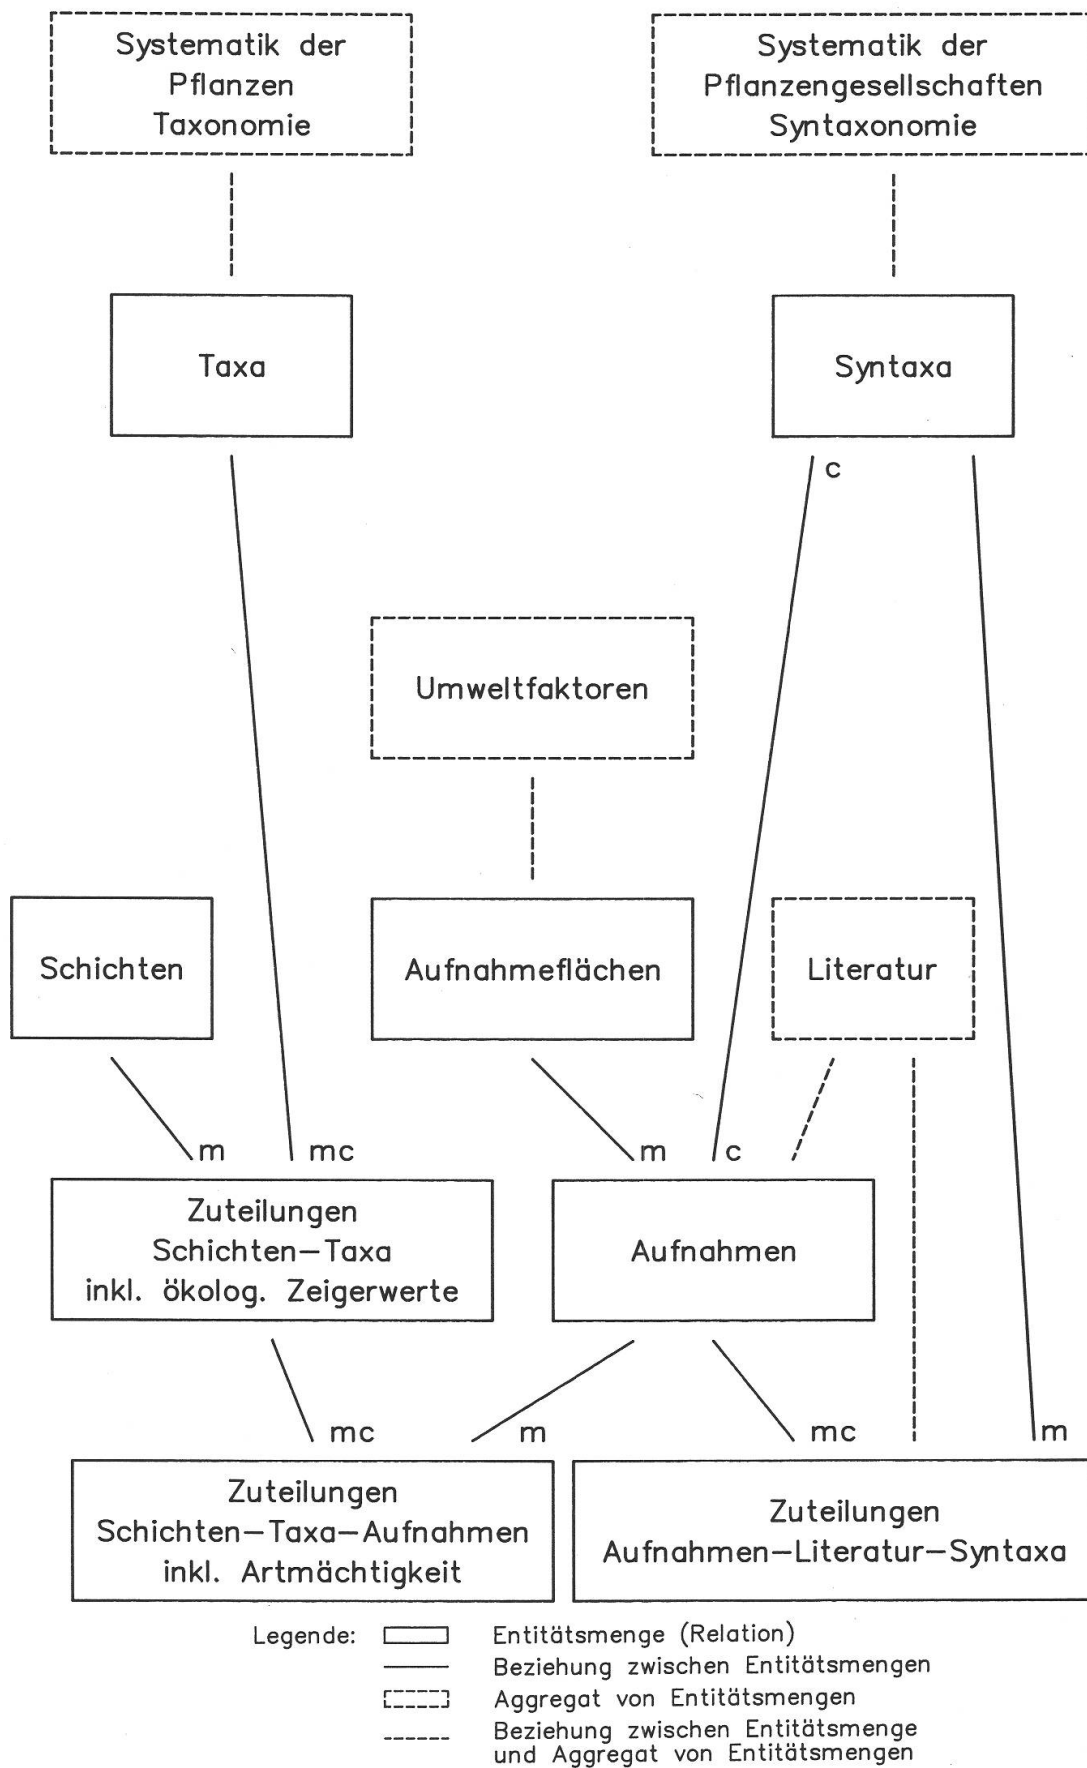 Systematik der
Pflanzen
Taxonomie
Systematik der
Pflanzengesellschaften
Syntaxonomie
Taxa
Syntaxa
c
Umweltfaktoren
Schichten
Aufnahmeflächen
Literatur
m
mc
m
c
Zuteilungen
Schichten–Taxa
inkl. ökolog. Zeigerwerte
Aufnahmen
mc
m
mc
m
Zuteilungen
Schichten–Taxa–Aufnahmen
inkl. Artmächtigkeit
Zuteilungen
Aufnahmen–Literatur–Syntaxa
Legende:
Entitätsmenge (Relation)
Beziehung zwischen Entitätsmengen
Aggregat von Entitätsmengen
Beziehung zwischen Entitätsmenge
und Aggregat von Entitätsmengen